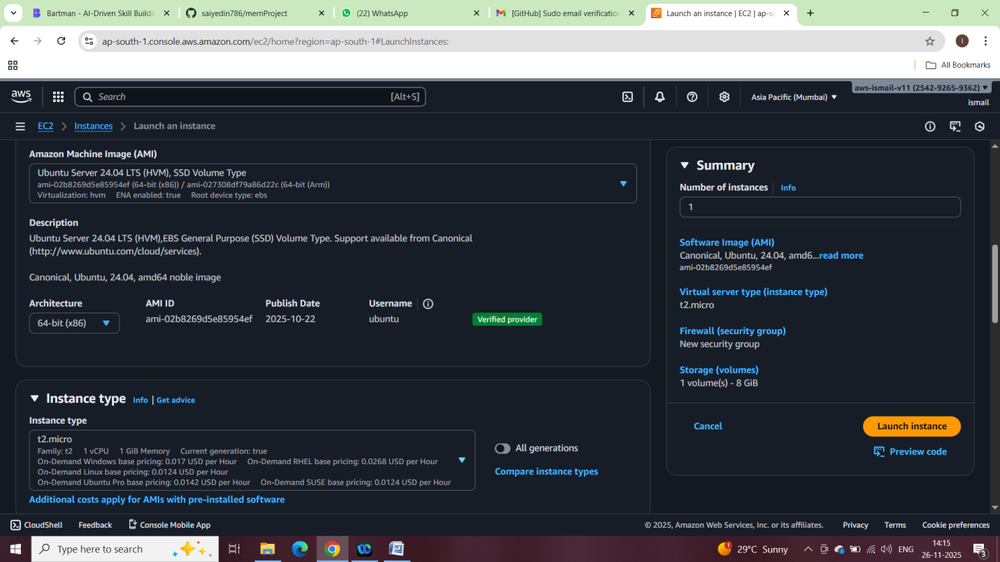 Bartman - AI-Driven Skill Buildi
saiyedin786/mernProject
(22) WhatsApp
[GitHub] Sudo email verification
Launch an instance | EC2 | ap-so
ap-south-1.console.aws.amazon.com/ec2/home?region=ap-south-1#LaunchInstances:
I
All Bookmarks
aws
Search
[Alt+S]
Asia Pacific (Mumbai)
aws-ismail-v11 (2542-9265-9362)
ismail
EC2
Instances
Launch an instance
Amazon Machine Image (AMI)
Ubuntu Server 24.04 LTS (HVM), SSD Volume Type
ami-02b8269d5e85954ef (64-bit (x86)) / ami-027308df79a86d22c (64-bit (Arm))
Virtualization: hvm ENA enabled: true Root device type: ebs
Description
Ubuntu Server 24.04 LTS (HVM),EBS General Purpose (SSD) Volume Type. Support available from Canonical
(http://www.ubuntu.com/cloud/services).
Canonical, Ubuntu, 24.04, amd64 noble image
Architecture AMI ID Publish Date Username
64-bit (x86) ami-02b8269d5e85954ef 2025-10-22 ubuntu Verified provider
Instance type Info | Get advice
Instance type
t2.micro
Family: t2 1 vCPU 1 GiB Memory Current generation: true
On-Demand Windows base pricing: 0.017 USD per Hour On-Demand RHEL base pricing: 0.0268 USD per Hour
On-Demand Linux base pricing: 0.0124 USD per Hour
On-Demand Ubuntu Pro base pricing: 0.0142 USD per Hour On-Demand SUSE base pricing: 0.0124 USD per Hour
All generations
Compare instance types
Additional costs apply for AMIs with pre-installed software
Summary
Number of instances Info
1
Software Image (AMI)
Canonical, Ubuntu, 24.04, amd6...read more
ami-02b8269d5e85954ef
Virtual server type (instance type)
t2.micro
Firewall (security group)
New security group
Storage (volumes)
1 volume(s) - 8 GiB
Cancel
Launch instance
Preview code
CloudShell Feedback Console Mobile App
© 2025, Amazon Web Services, Inc. or its affiliates. Privacy Terms Cookie preferences
Type here to search
1
29°C Sunny
ENG
14:15
26-11-2025
3